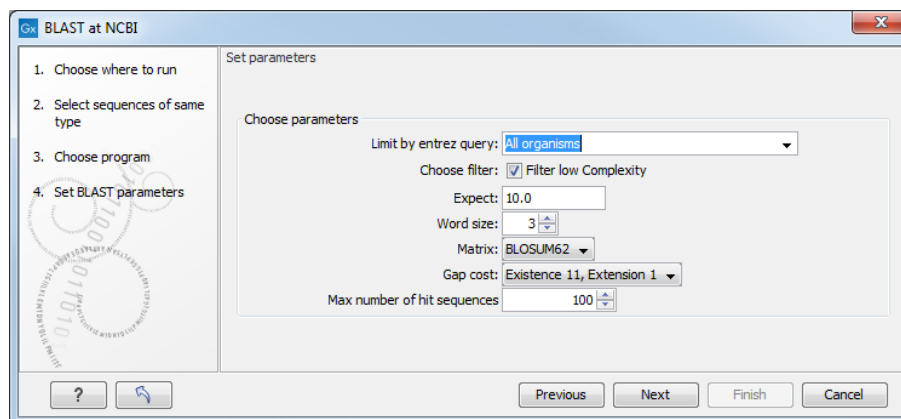 Gx BLAST at NCBI
1. Choose where to run
2. Select sequences of same
type
3. Choose program
4. Set BLAST parameters
Set parameters
Choose parameters
Limit by entrez query: All organisms
Choose filter: Filter low Complexity
Expect: 10.0
Word size: 3
Matrix: BLOSUM62
Gap cost: Existence 11, Extension 1
Max number of hit sequences 100
?
Previous Next Finish Cancel